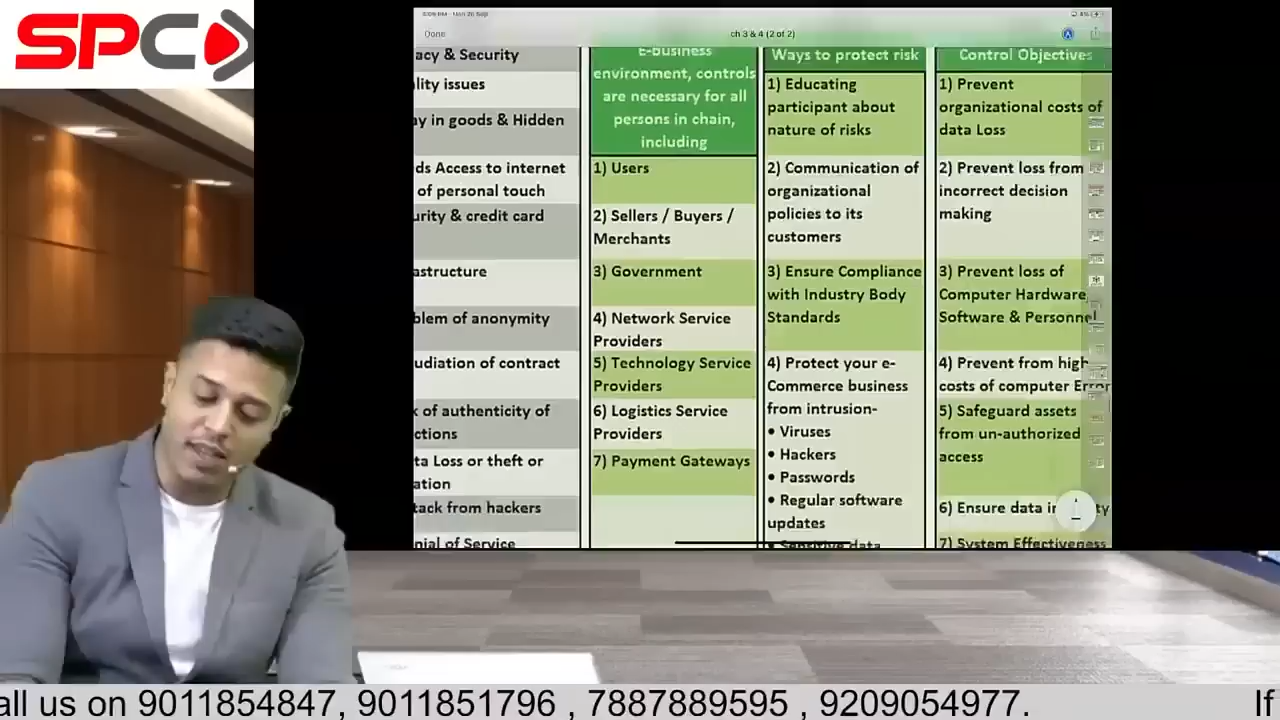 SPC
Done
ch 3 & 4 (2 of 2)
acy & Security
lity issues
ay in goods & Hidden
ds Access to internet
of personal touch
urity & credit card
astructure
blem of anonymity
udiation of contract
k of authenticity of
ctions
ta Loss or theft or
ation
tack from hackers
nial of Service
E-business
environment, controls
are necessary for all
persons in chain,
including
1) Users
2) Sellers / Buyers /
Merchants
3) Government
4) Network Service
Providers
5) Technology Service
Providers
6) Logistics Service
Providers
7) Payment Gateways
Ways to protect risk
1) Educating
participant about
nature of risks
2) Communication of
organizational
policies to its
customers
3) Ensure Compliance
with Industry Body
Standards
4) Protect your e-
Commerce business
from intrusion-
• Viruses
• Hackers
• Passwords
• Regular software
updates
• Sensitive data
Control Objectives
1) Prevent
organizational costs of
data Loss
2) Prevent loss from
incorrect decision
making
3) Prevent loss of
Computer Hardware,
Software & Personnel
4) Prevent from high
costs of computer Error
5) Safeguard assets
from un-authorized
access
6) Ensure data in
ty
7) System Effectiveness
all us on 9011854847, 9011851796 , 7887889595 , 9209054977.
If